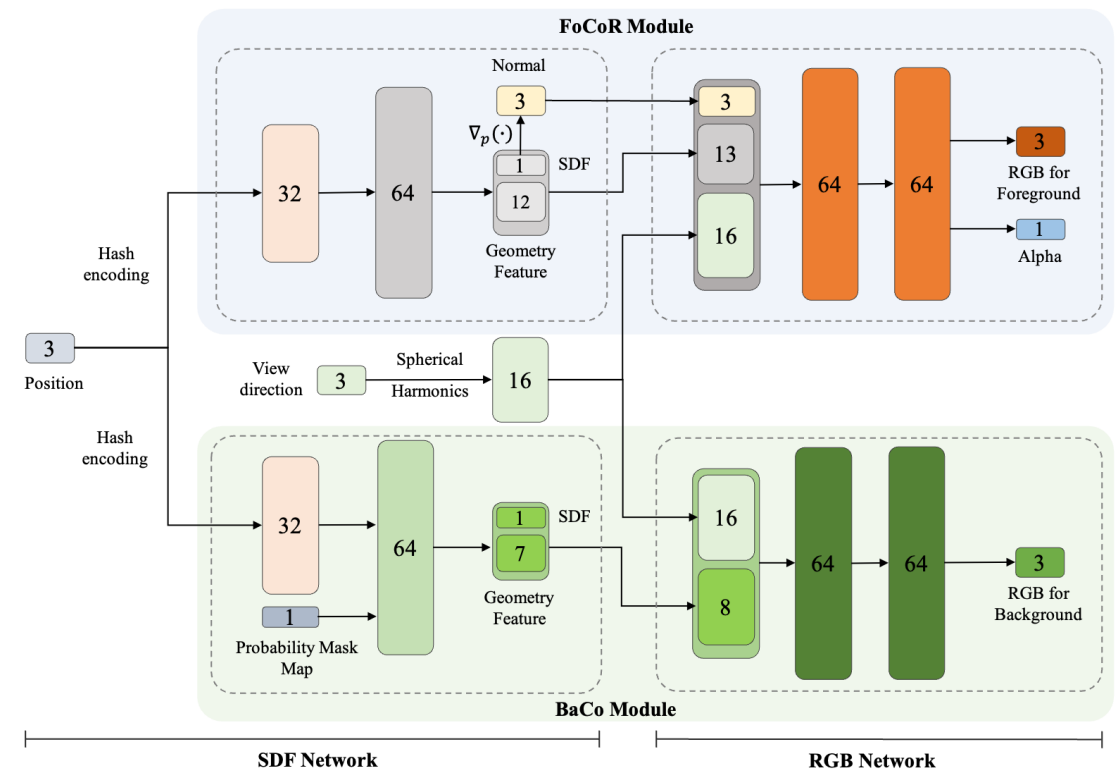 FoCoR Module
Normal
3
3
∇p(·)
1
SDF
13
32
64
12
64
64
3
RGB for
Foreground
16
1
Alpha
Geometry
Feature
Hash
encoding
3
Position
View
direction
3
Spherical
Harmonics
16
Hash
encoding
32
1
Probability Mask
Map
64
1
SDF
7
Geometry
Feature
16
8
64
64
3
RGB for
Background
BaCo Module
SDF Network
RGB Network